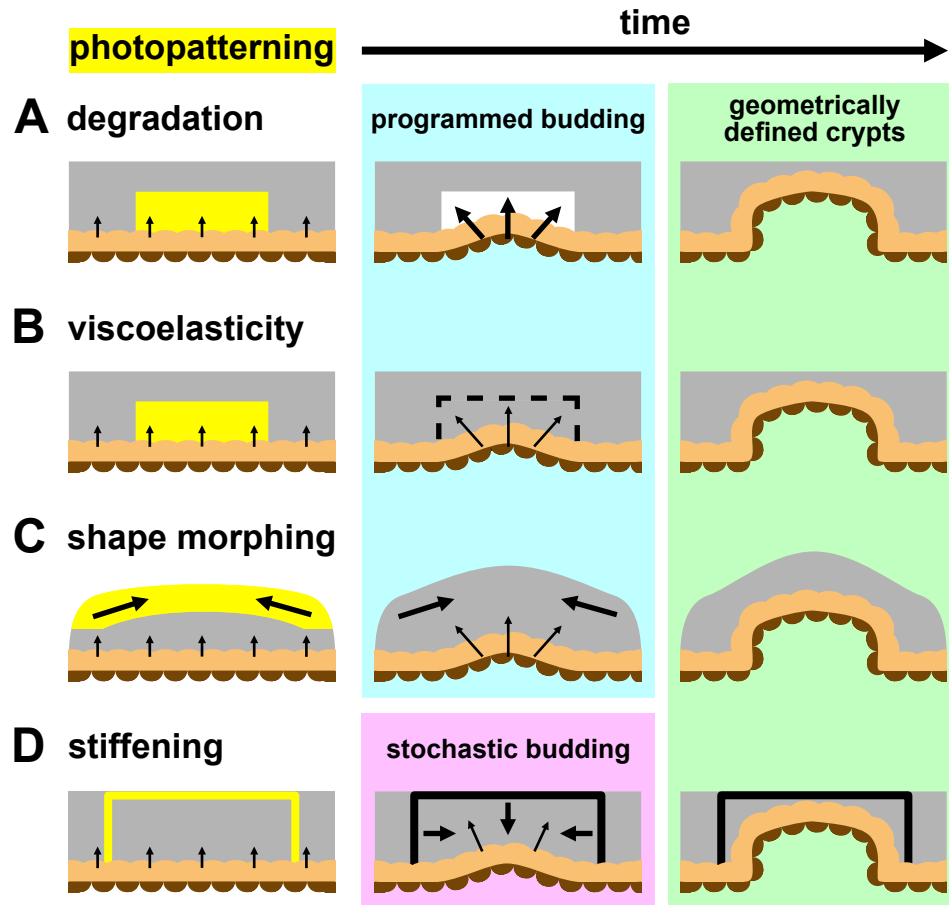 photopatterning
time
A degradation
programmed budding
geometrically
defined crypts
B viscoelasticity
C shape morphing
D stiffening
stochastic budding